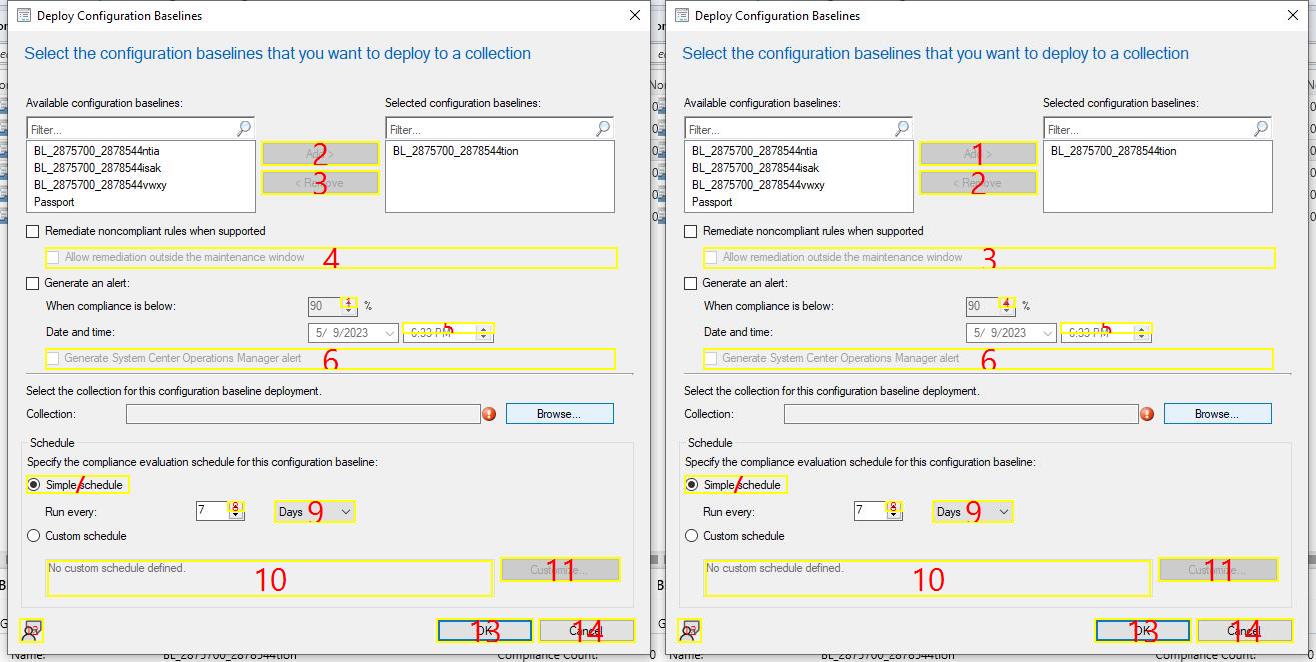 Deploy Configuration Baselines
Select the configuration baselines that you want to deploy to a collection
Available configuration baselines:
Selected configuration baselines:
Filter...
Filter...
BL_2875700_2878544ntia
BL_2875700_2878544isak
BL_2875700_2878544vwxy
Passport
2
Add >
3
< Remove
BL_2875700_2878544tion
Remediate noncompliant rules when supported
Allow remediation outside the maintenance window
4
Generate an alert:
When compliance is below:
90
1
%
Date and time:
5/ 9/2023
6:33 PM
5
Generate System Center Operations Manager alert
6
Select the collection for this configuration baseline deployment.
Collection:
Browse...
Schedule
Specify the compliance evaluation schedule for this configuration baseline:
Simple schedule
7
Run every:
7
8
Days
9
Custom schedule
No custom schedule defined.
10
Customize...
11
OK
13
Cancel
14
Name:
BL_2875700_2878544tion
Compliance Count:
0
Deploy Configuration Baselines
Select the configuration baselines that you want to deploy to a collection
Available configuration baselines:
Selected configuration baselines:
Filter...
Filter...
BL_2875700_2878544ntia
BL_2875700_2878544isak
BL_2875700_2878544vwxy
Passport
1
Add >
2
< Remove
BL_2875700_2878544tion
Remediate noncompliant rules when supported
Allow remediation outside the maintenance window
3
Generate an alert:
When compliance is below:
90
4
%
Date and time:
5/ 9/2023
6:33 PM
5
Generate System Center Operations Manager alert
6
Select the collection for this configuration baseline deployment.
Collection:
Browse...
Schedule
Specify the compliance evaluation schedule for this configuration baseline:
Simple schedule
7
Run every:
7
8
Days
9
Custom schedule
No custom schedule defined.
10
Customize...
11
OK
13
Cancel
14
Name:
BL_2875700_2878544tion
Compliance Count:
0